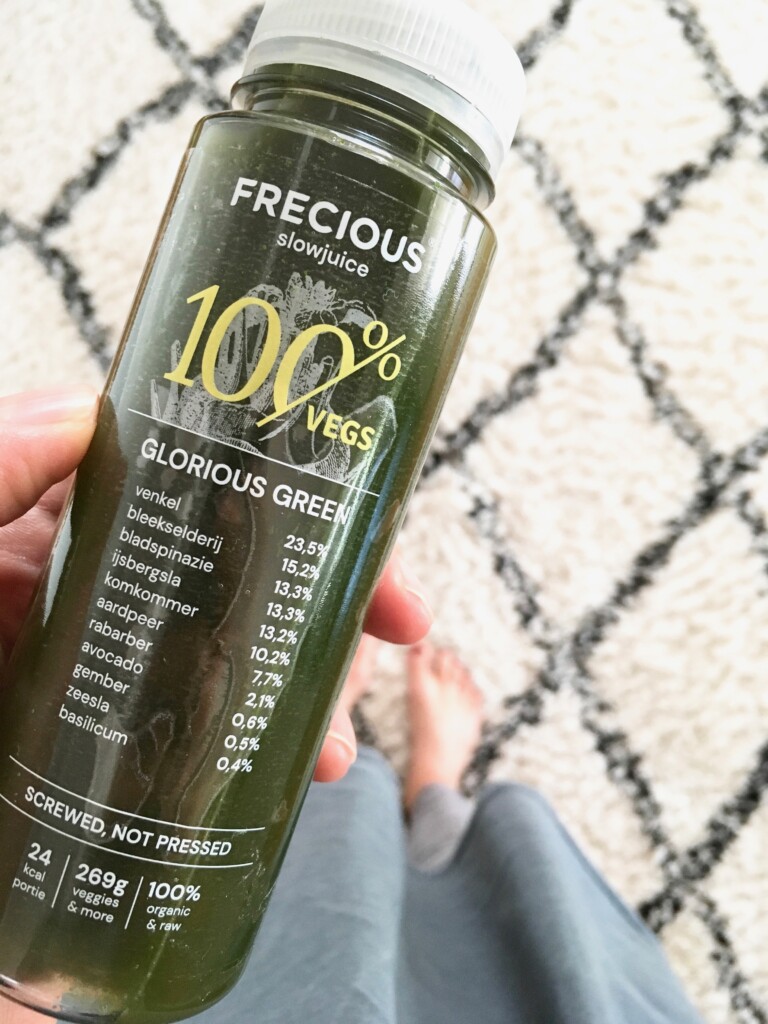 FRECIOUS
slowjuice
100%
VEGS
GLORIOUS GREEN
venkel 23,5%
bleekselderij 15,2%
bladspinazie 13,3%
ijsbergsla 13,3%
komkommer 13,2%
aardpeer 10,2%
rabarber 7,7%
avocado 2,1%
gember 0,6%
zeesla 0,5%
basilicum 0,4%
SCREWED, NOT PRESSED
24 269g 100%
kcal veggies organic
portie & more & raw